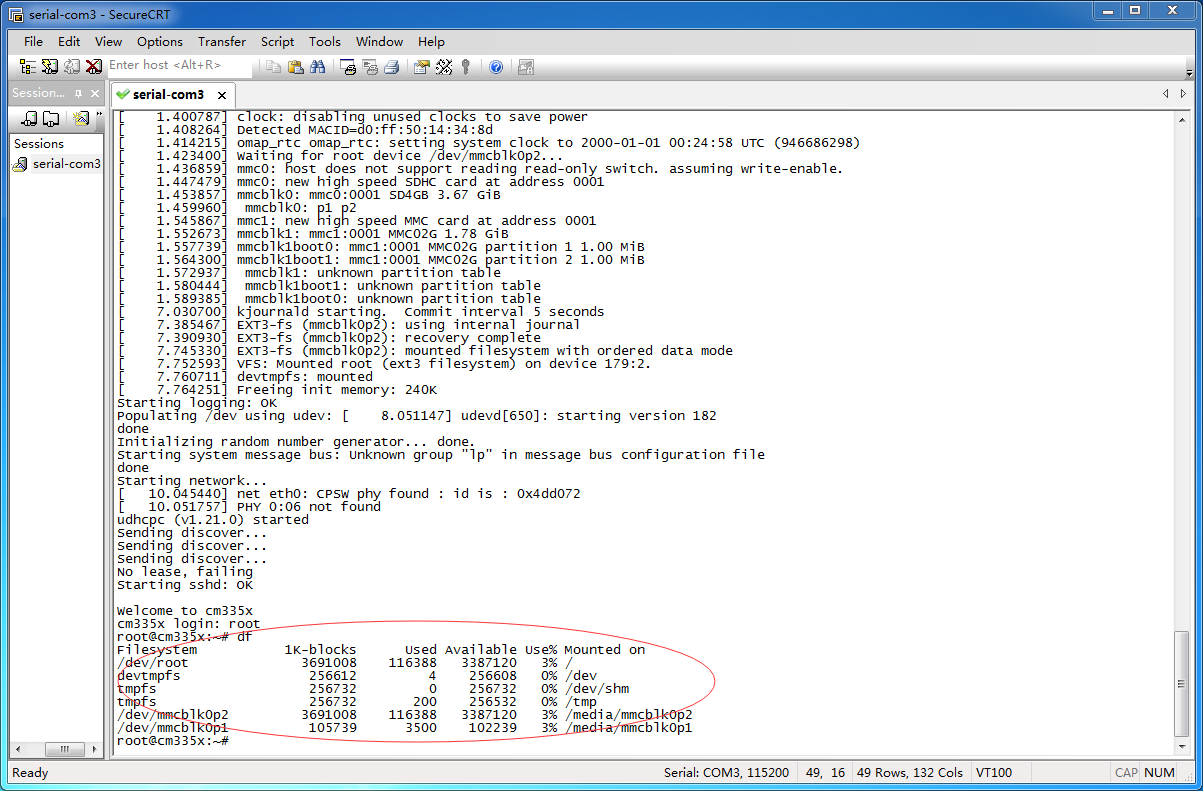 serial-com3 - SecureCRT
File Edit View Options Transfer Script Tools Window Help
Enter host <Alt+R>
Session...
serial-com3
Sessions
serial-com3
[    1.400787] clock: disabling unused clocks to save power
[    1.408264] Detected MACID=d0:ff:50:14:34:8d
[    1.414215] omap_rtc omap_rtc: setting system clock to 2000-01-01 00:24:58 UTC (946686298)
[    1.423400] Waiting for root device /dev/mmcblk0p2...
[    1.436859] mmc0: host does not support reading read-only switch. assuming write-enable.
[    1.447479] mmc0: new high speed SDHC card at address 0001
[    1.453857] mmcblk0: mmc0:0001 SD4GB 3.67 GiB
[    1.459960]  mmcblk0: p1 p2
[    1.545867] mmc1: new high speed MMC card at address 0001
[    1.552673] mmcblk1: mmc1:0001 MMC02G 1.78 GiB
[    1.557739] mmcblk1boot0: mmc1:0001 MMC02G partition 1 1.00 MiB
[    1.564300] mmcblk1boot1: mmc1:0001 MMC02G partition 2 1.00 MiB
[    1.572937]  mmcblk1: unknown partition table
[    1.580444]  mmcblk1boot1: unknown partition table
[    1.589385]  mmcblk1boot0: unknown partition table
[    7.030700] kjournald starting.  Commit interval 5 seconds
[    7.385467] EXT3-fs (mmcblk0p2): using internal journal
[    7.390930] EXT3-fs (mmcblk0p2): recovery complete
[    7.745330] EXT3-fs (mmcblk0p2): mounted filesystem with ordered data mode
[    7.752593] VFS: Mounted root (ext3 filesystem) on device 179:2.
[    7.760711] devtmpfs: mounted
[    7.764251] Freeing init memory: 240K
Starting logging: OK
Populating /dev using udev: [    8.051147] udevd[650]: starting version 182
done
Initializing random number generator... done.
Starting system message bus: Unknown group "lp" in message bus configuration file
done
Starting network...
[   10.045440] net eth0: CPSW phy found : id is : 0x4dd072
[   10.051757] PHY 0:06 not found
udhcpc (v1.21.0) started
Sending discover...
Sending discover...
Sending discover...
No lease, failing
Starting sshd: OK
Welcome to cm335x
cm335x login: root
root@cm335x:~# df
Filesystem           1K-blocks      Used Available Use% Mounted on
/dev/root              3691008    116388   3387120   3% /
devtmpfs                256612         4    256608   0% /dev
tmpfs                   256732         0    256732   0% /dev/shm
tmpfs                   256732       200    256532   0% /tmp
/dev/mmcblk0p2         3691008    116388   3387120   3% /media/mmcblk0p2
/dev/mmcblk0p1          105739      3500    102239   3% /media/mmcblk0p1
root@cm335x:~#
Ready Serial: COM3, 115200 49, 16 49 Rows, 132 Cols VT100 CAP NUM